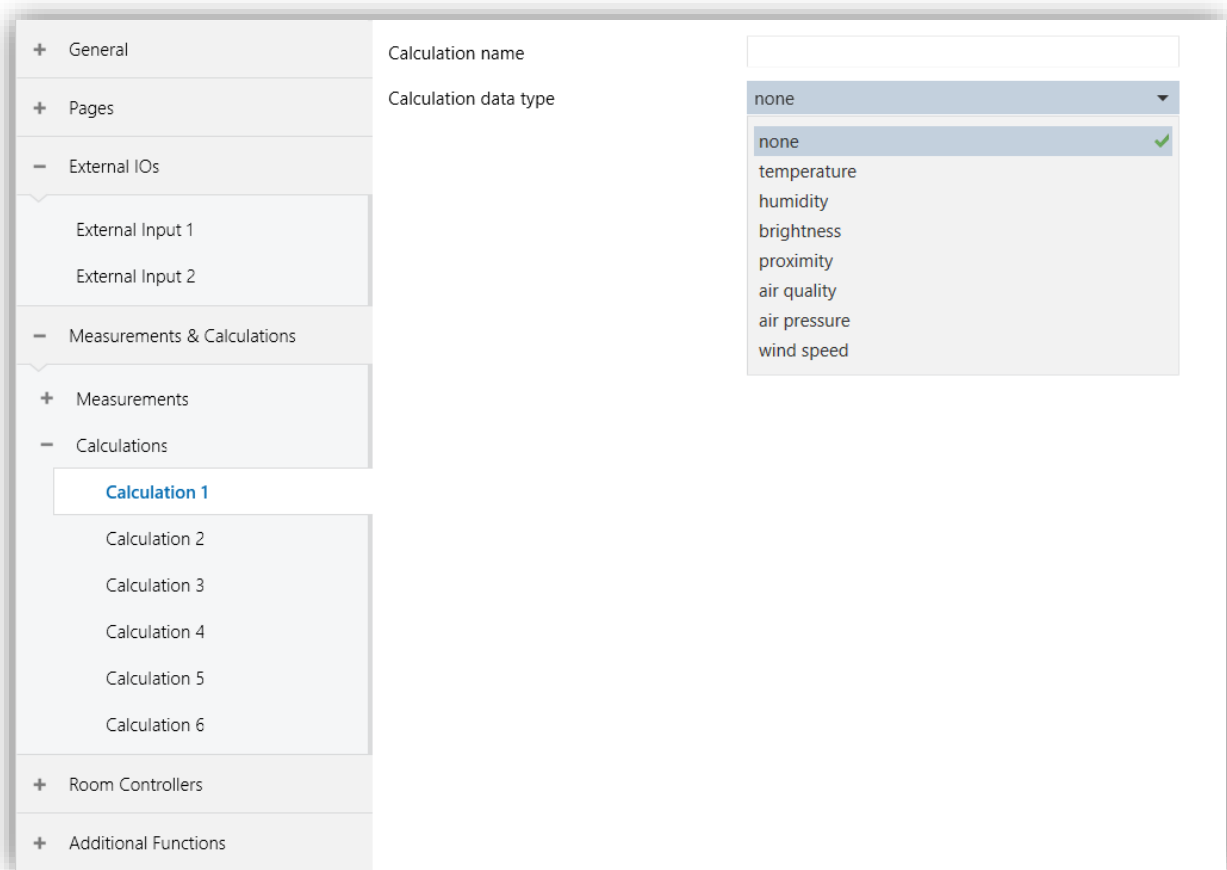 General
Pages
External IOs
External Input 1
External Input 2
Measurements & Calculations
Measurements
Calculations
Calculation 1
Calculation 2
Calculation 3
Calculation 4
Calculation 5
Calculation 6
Room Controllers
Additional Functions
Calculation name
Calculation data type
none
none
temperature
humidity
brightness
proximity
air quality
air pressure
wind speed